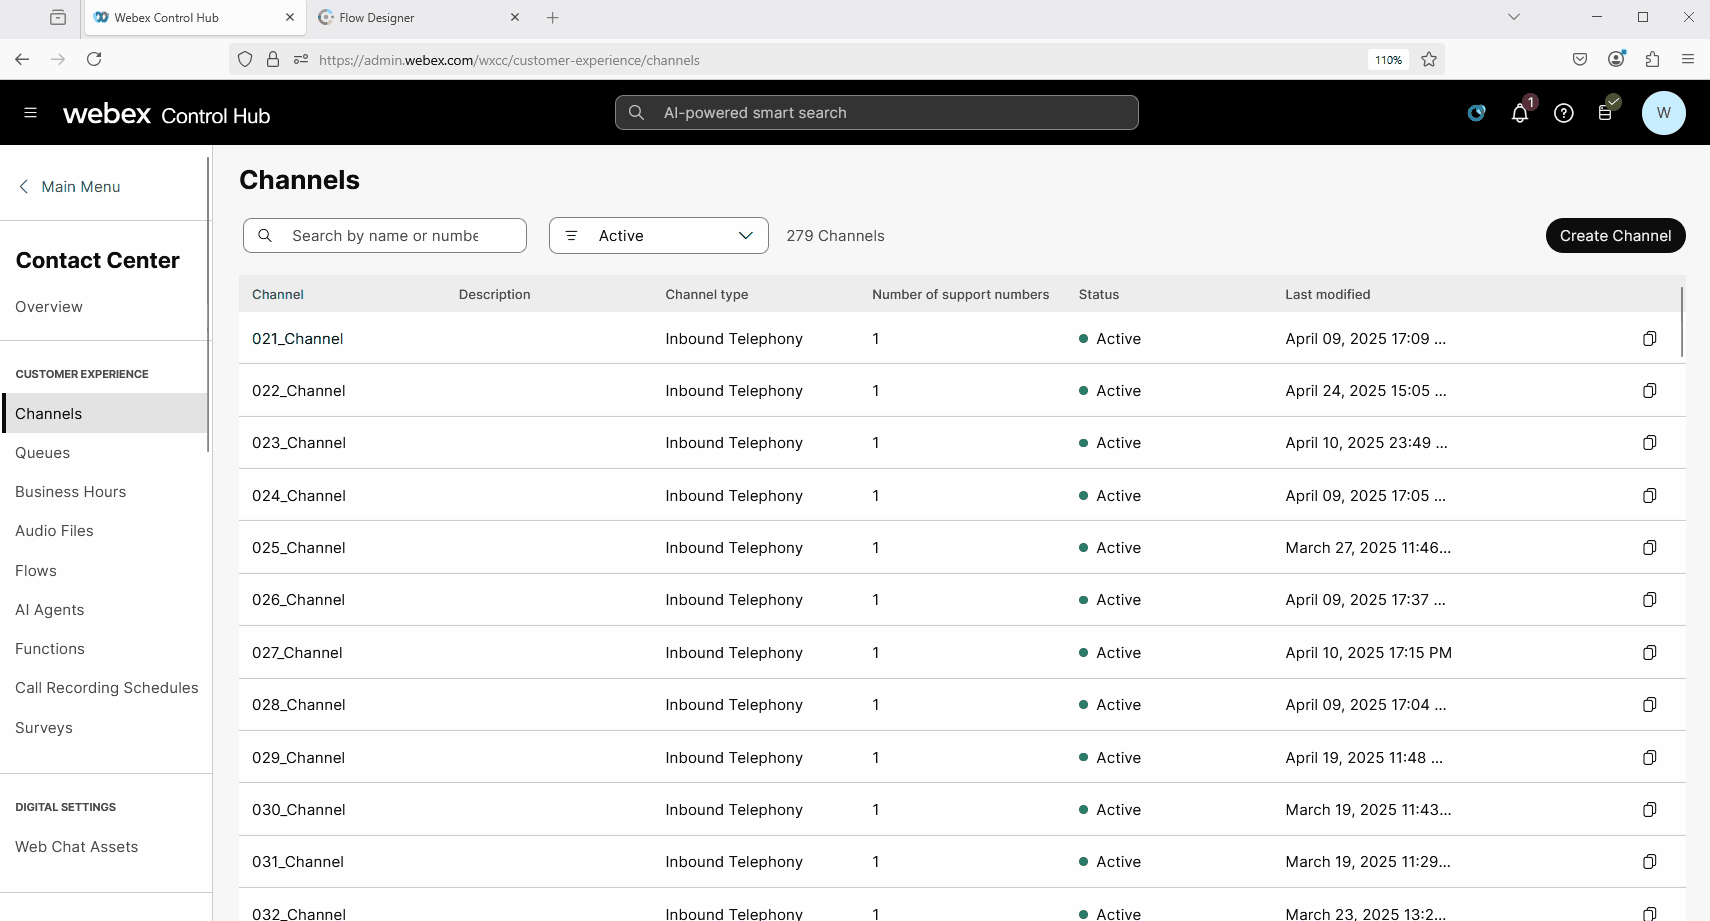 Webex Control Hub
Flow Designer
https://admin.webex.com/wxcc/customer-experience/channels
110%
webex Control Hub
AI-powered smart search
1
W
Main Menu
Contact Center
Overview
CUSTOMER EXPERIENCE
Channels
Queues
Business Hours
Audio Files
Flows
AI Agents
Functions
Call Recording Schedules
Surveys
DIGITAL SETTINGS
Web Chat Assets
Channels
Search by name or numbe
Active
279 Channels
Create Channel
Channel Description Channel type Number of support numbers Status Last modified
021_Channel Inbound Telephony 1 Active April 09, 2025 17:09 ...
022_Channel Inbound Telephony 1 Active April 24, 2025 15:05 ...
023_Channel Inbound Telephony 1 Active April 10, 2025 23:49 ...
024_Channel Inbound Telephony 1 Active April 09, 2025 17:05 ...
025_Channel Inbound Telephony 1 Active March 27, 2025 11:46...
026_Channel Inbound Telephony 1 Active April 09, 2025 17:37 ...
027_Channel Inbound Telephony 1 Active April 10, 2025 17:15 PM
028_Channel Inbound Telephony 1 Active April 09, 2025 17:04 ...
029_Channel Inbound Telephony 1 Active April 19, 2025 11:48 ...
030_Channel Inbound Telephony 1 Active March 19, 2025 11:43...
031_Channel Inbound Telephony 1 Active March 19, 2025 11:29...
032_Channel Inbound Telephony 1 Active March 23, 2025 13:2...